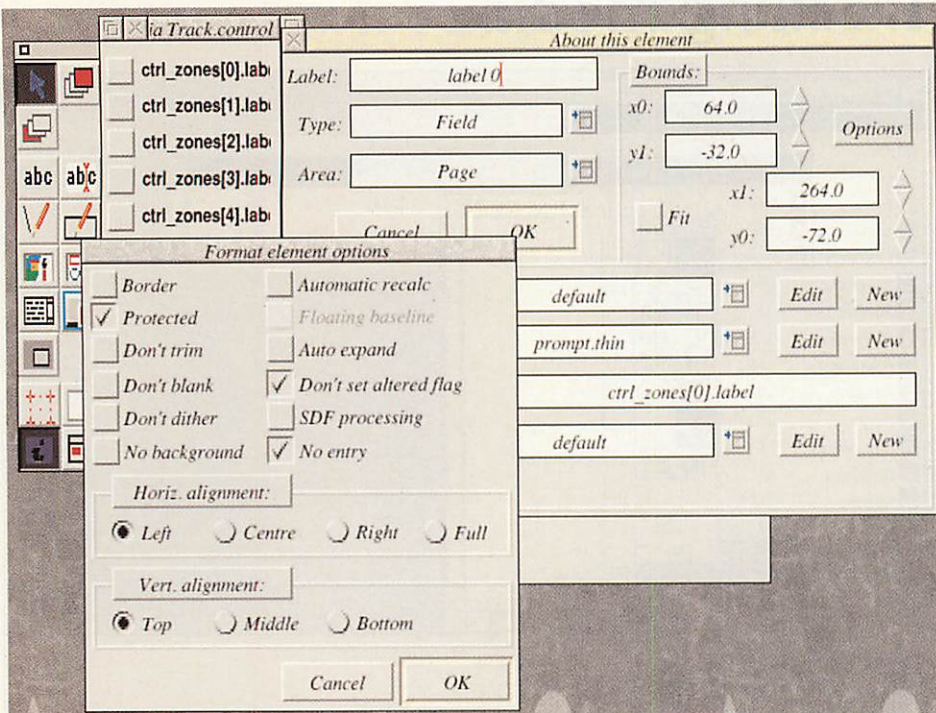 ia Track.control
About this element
ctrl_zones[0].lab
ctrl_zones[1].lab
ctrl_zones[2].lab
ctrl_zones[3].lab
ctrl_zones[4].lab
abc abc
Label: label 0
Type: Field
Area: Page
Cancel OK
Bounds:
x0: 64.0
y1: -32.0
Options
x1: 264.0
Fit
y0: -72.0
default Edit New
prompt.thin Edit New
ctrl_zones[0].label
default Edit New
Format element options
Border Automatic recalc
Protected Floating baseline
Don't trim Auto expand
Don't blank Don't set altered flag
Don't dither SDF processing
No background No entry
Horiz. alignment:
Left Centre Right Full
Vert. alignment:
Top Middle Bottom
Cancel OK